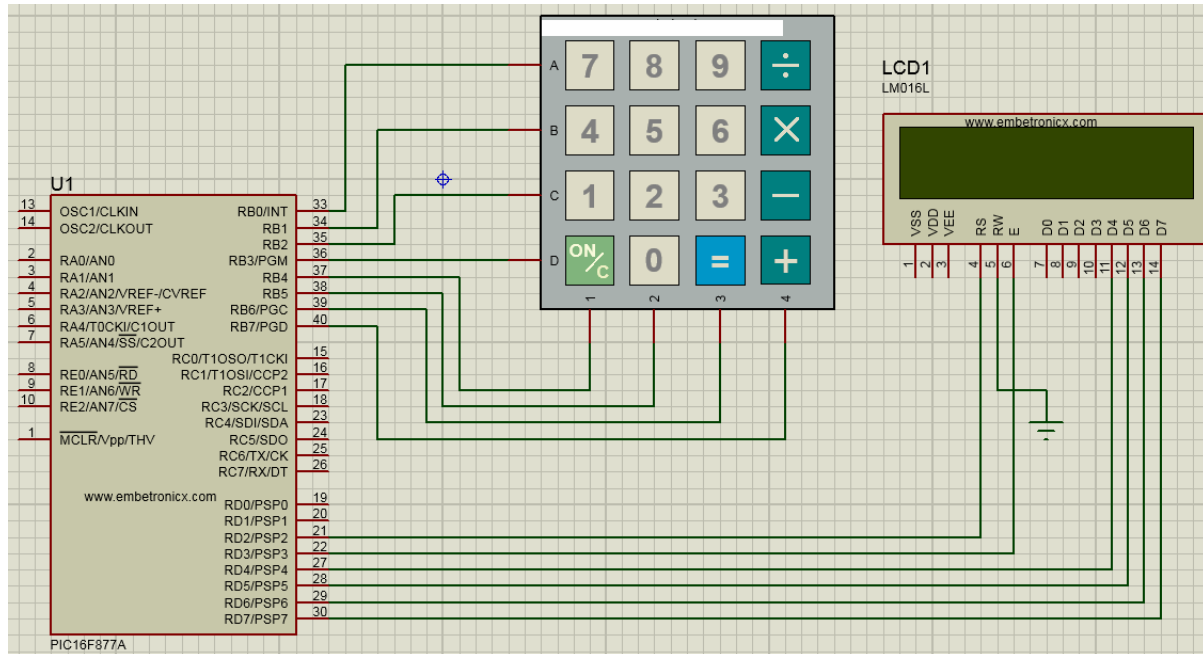 U1
13 OSC1/CLKIN
14 OSC2/CLKOUT
2 RA0/AN0
3 RA1/AN1
4 RA2/AN2/VREF-/CVREF
5 RA3/AN3/VREF+
6 RA4/T0CKI/C1OUT
7 RA5/AN4/SS/C2OUT
8 RE0/AN5/RD
9 RE1/AN6/WR
10 RE2/AN7/CS
1 MCLR/Vpp/THV
RB0/INT 33
RB1 34
RB2 35
RB3/PGM 36
RB4 37
RB5 38
RB6/PGC 39
RB7/PGD 40
RC0/T1OSO/T1CKI 15
RC1/T1OSI/CCP2 16
RC2/CCP1 17
RC3/SCK/SCL 18
RC4/SDI/SDA 23
RC5/SDO 24
RC6/TX/CK 25
RC7/RX/DT 26
www.embetronicx.com
RD0/PSP0 19
RD1/PSP1 20
RD2/PSP2 21
RD3/PSP3 22
RD4/PSP4 27
RD5/PSP5 28
RD6/PSP6 29
RD7/PSP7 30
PIC16F877A
A 7 8 9 ÷
B 4 5 6 ×
C 1 2 3 −
D ON/C 0 = +
1 2 3 4
LCD1
LM016L
www.embetronicx.com
VSS VDD VEE RS RW E D0 D1 D2 D3 D4 D5 D6 D7
1 2 3 4 5 6 7 8 9 10 11 12 13 14